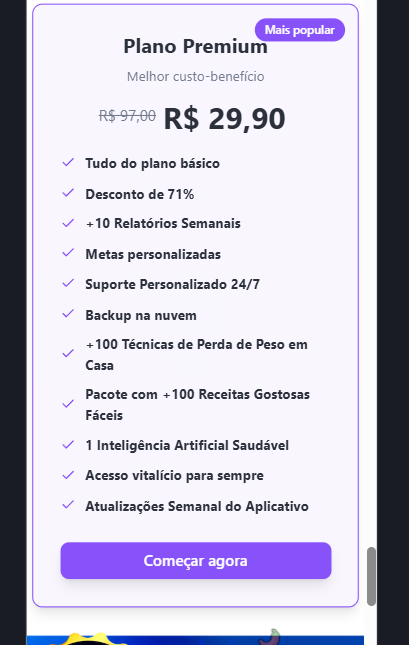 Mais popular
Plano Premium
Melhor custo-benefício
R$ 97,00 R$ 29,90
Tudo do plano básico
Desconto de 71%
+10 Relatórios Semanais
Metas personalizadas
Suporte Personalizado 24/7
Backup na nuvem
+100 Técnicas de Perda de Peso em
Casa
Pacote com +100 Receitas Gostosas
Fáceis
1 Inteligência Artificial Saudável
Acesso vitalício para sempre
Atualizações Semanal do Aplicativo
Começar agora